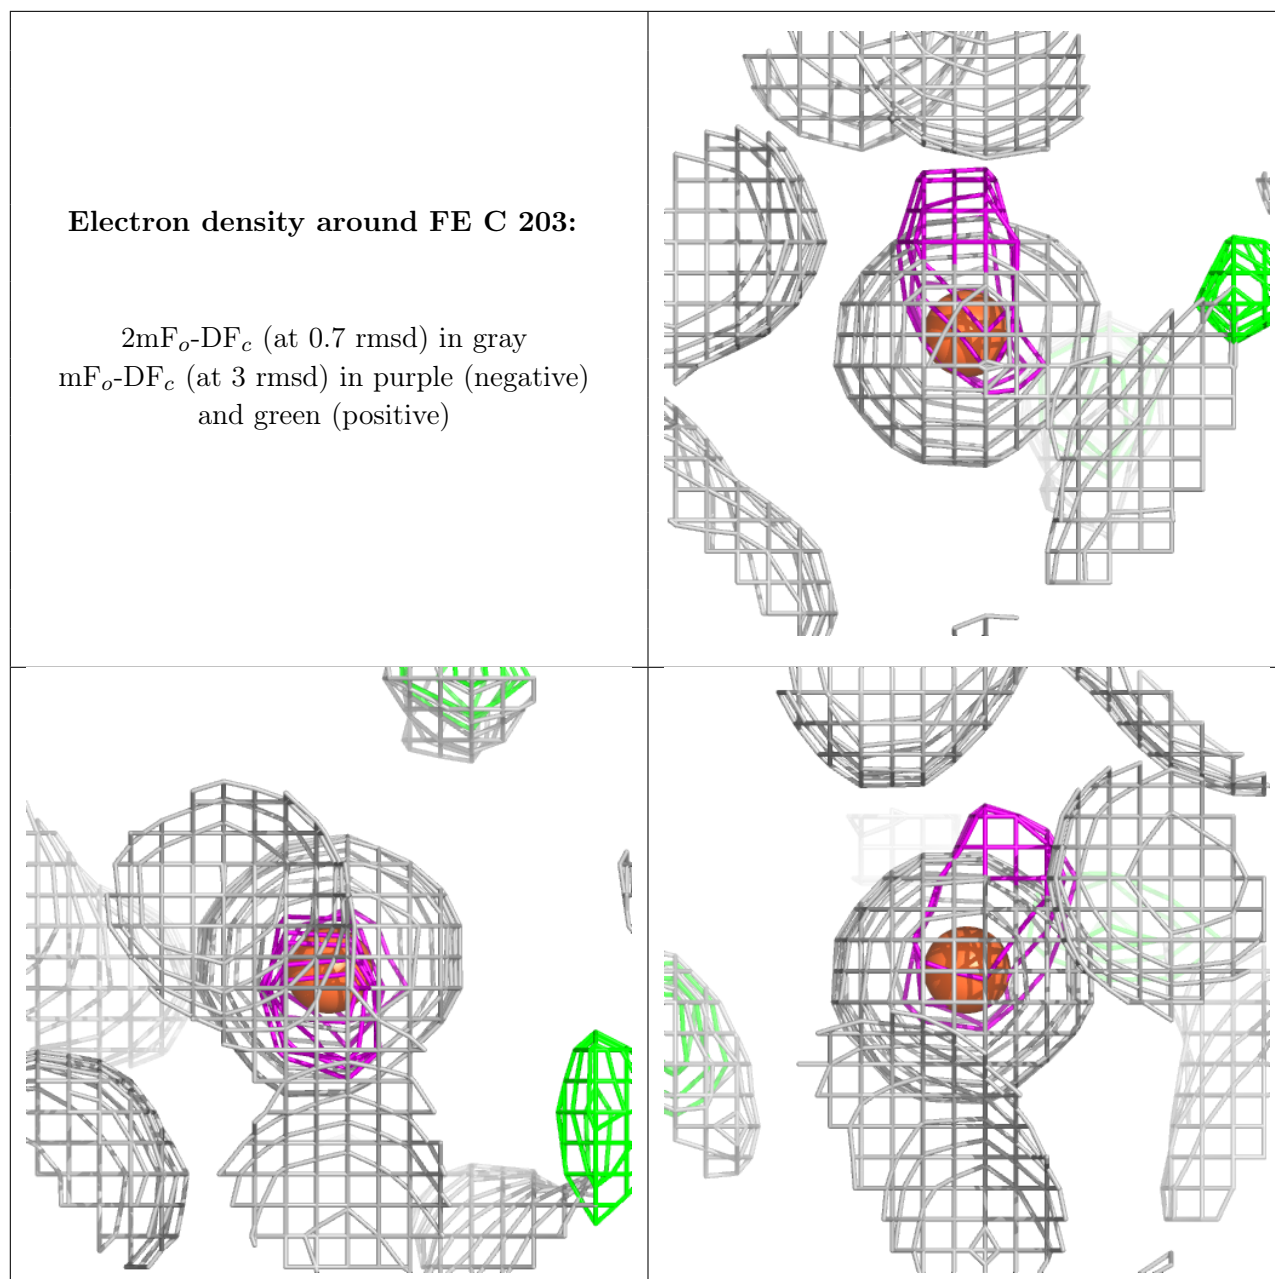 Electron density around FE C 203:
2mFo-DFc (at 0.7 rmsd) in gray
mFo-DFc (at 3 rmsd) in purple (negative)
and green (positive)